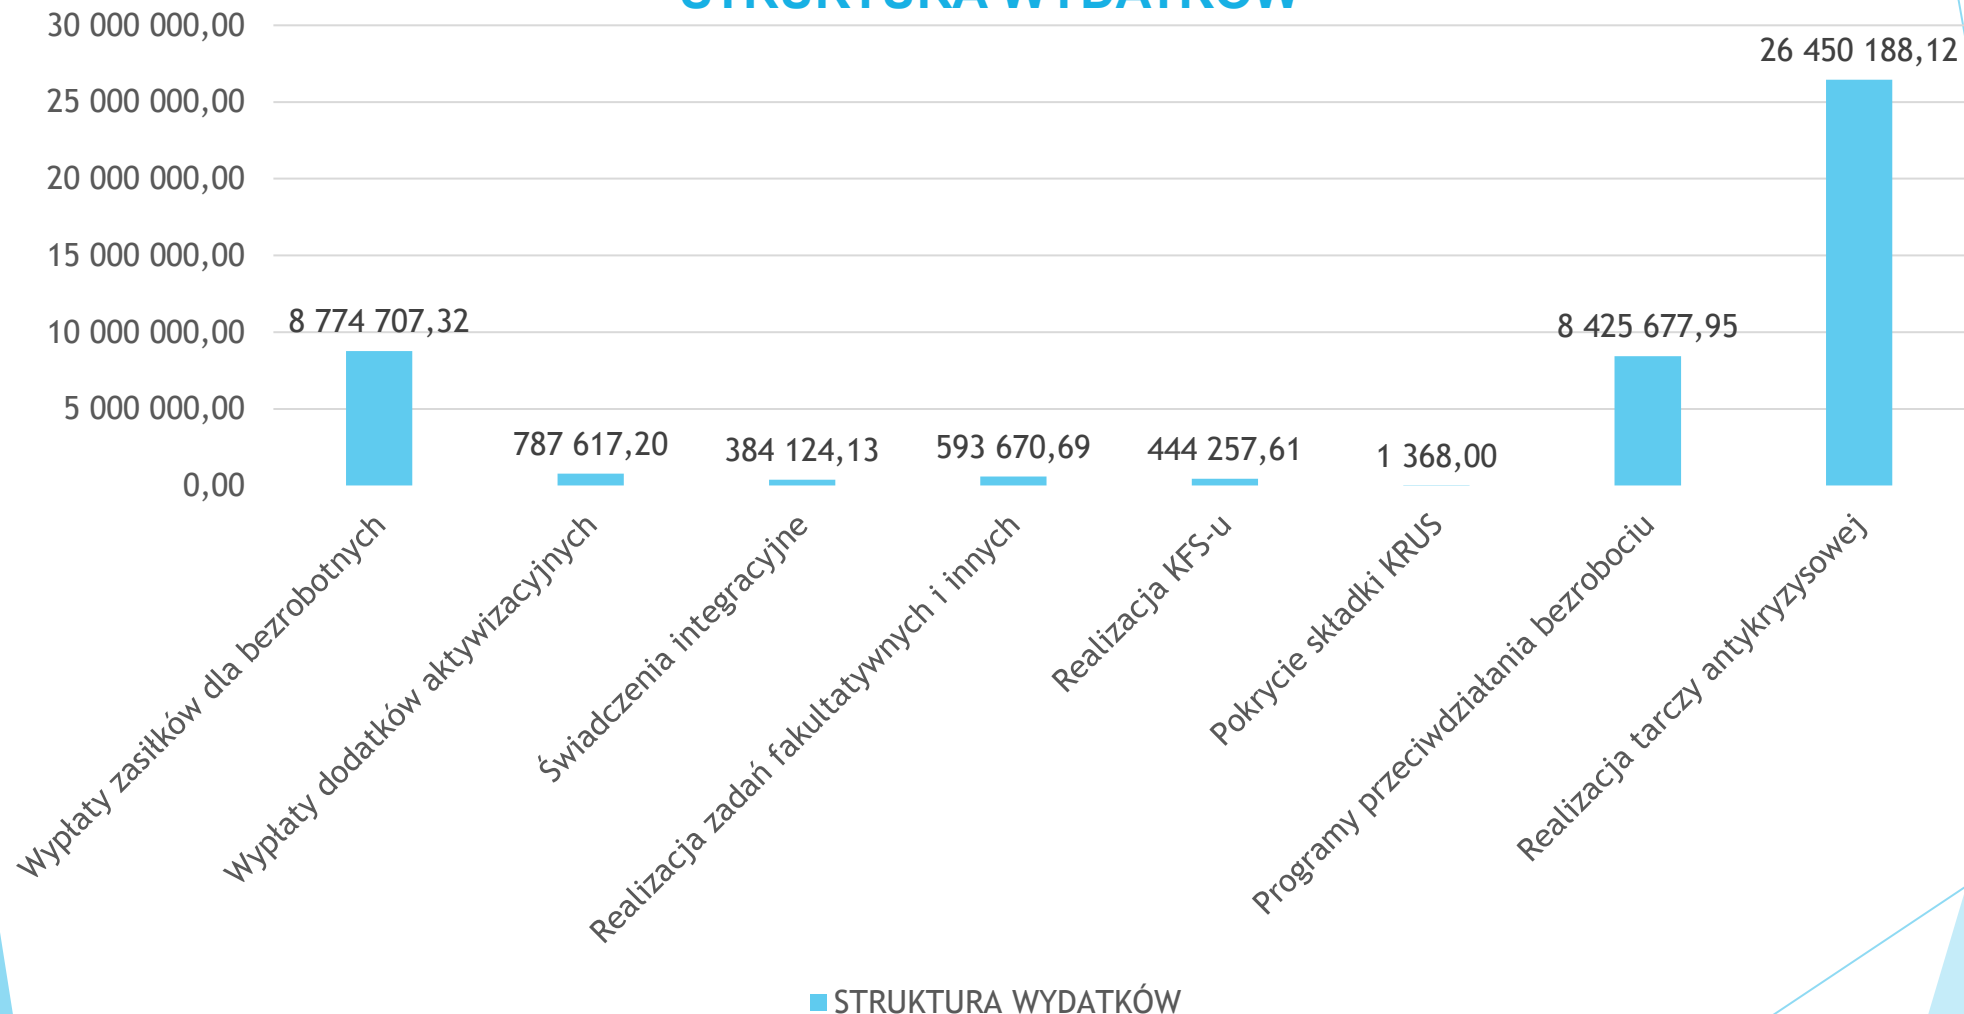 STRUKTURA WYDATKÓW
30 000 000,00
25 000 000,00
20 000 000,00
15 000 000,00
10 000 000,00
5 000 000,00
0,00
8 774 707,32
787 617,20
384 124,13
593 670,69
444 257,61
1 368,00
8 425 677,95
26 450 188,12
Wypłaty zasiłków dla bezrobotnych
Wypłaty dodatków aktywizacyjnych
Świadczenia integracyjne
Realizacja zadań fakultatywnych i innych
Realizacja KFS-u
Pokrycie składki KRUS
Programy przeciwdziałania bezrobociu
Realizacja tarczy antykryzysowej
STRUKTURA WYDATKÓW